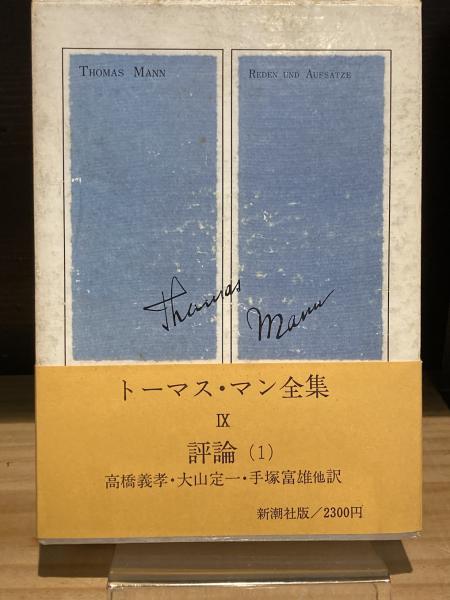 THOMAS MANN
REDEN UND AUFSÄTZE
Thomas
Mann
トーマス・マン全集
Ⅸ
評論(1)
高橋義孝・大山定一・手塚富雄他訳
新潮社版/2300円